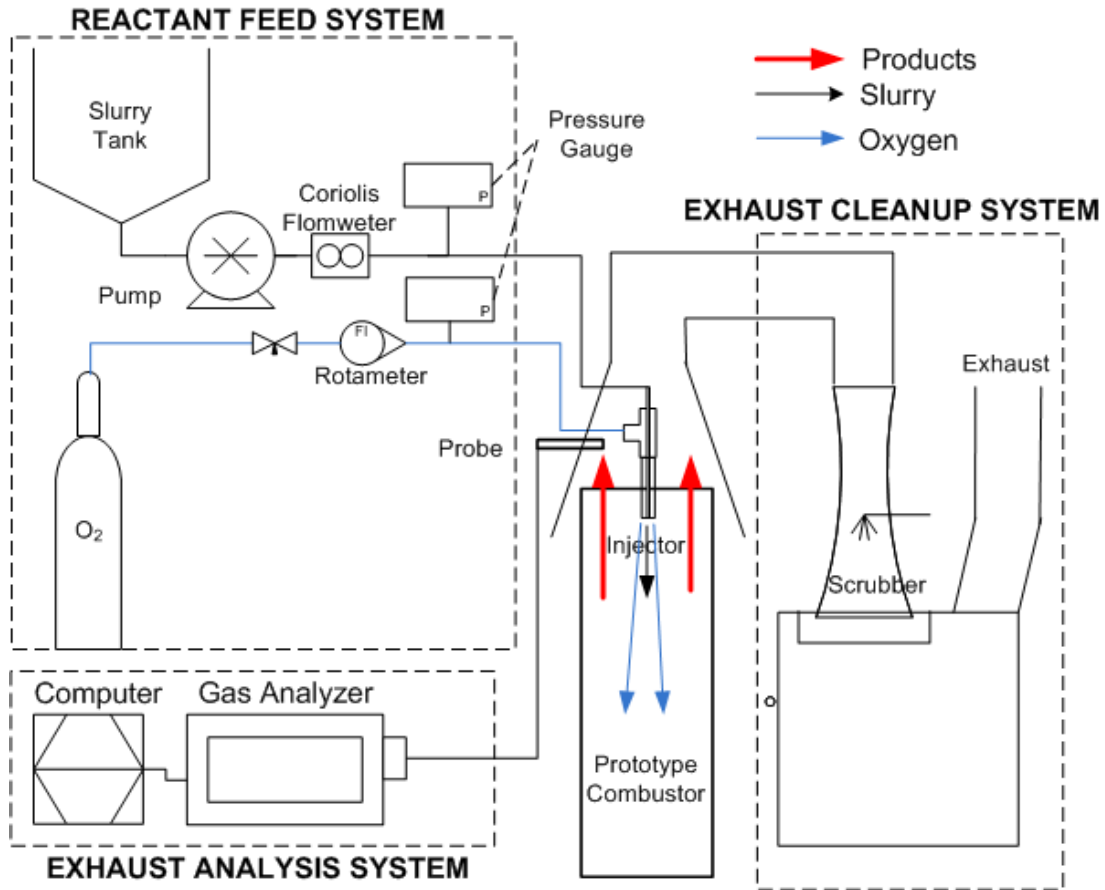 REACTANT FEED SYSTEM
Products
Slurry
Oxygen
Slurry
Tank
Pressure
Gauge
P
Coriolis
Flomweter
EXHAUST CLEANUP SYSTEM
Pump
P
FI
Rotameter
Exhaust
Probe
O₂
Injector
Scrubber
Computer
Gas Analyzer
Prototype
Combustor
EXHAUST ANALYSIS SYSTEM